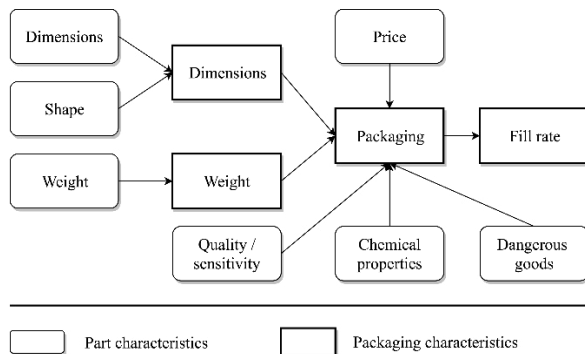 Dimensions
Price
Dimensions
Shape
Packaging
Fill rate
Weight
Weight
Quality /
sensitivity
Chemical
properties
Dangerous
goods
Part characteristics
Packaging characteristics